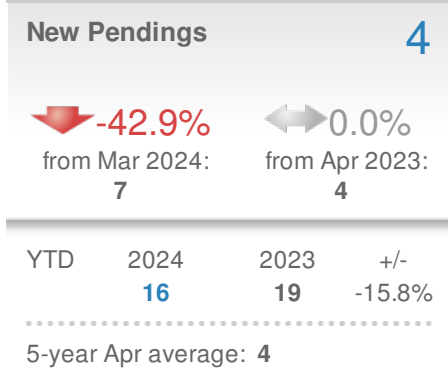 New Pendings 4
-42.9% 0.0%
from Mar 2024: from Apr 2023:
7 4
YTD 2024 2023 +/-
16 19 -15.8%
5-year Apr average: 4